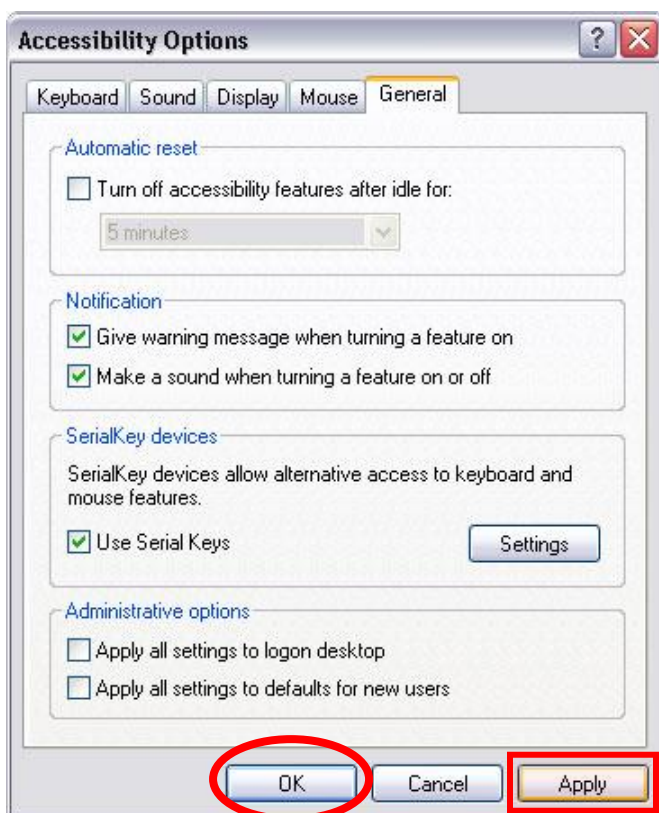 Accessibility Options
Keyboard Sound Display Mouse General
Automatic reset
Turn off accessibility features after idle for:
5 minutes
Notification
Give warning message when turning a feature on
Make a sound when turning a feature on or off
SerialKey devices
SerialKey devices allow alternative access to keyboard and
mouse features.
Use Serial Keys
Settings
Administrative options
Apply all settings to logon desktop
Apply all settings to defaults for new users
OK Cancel Apply